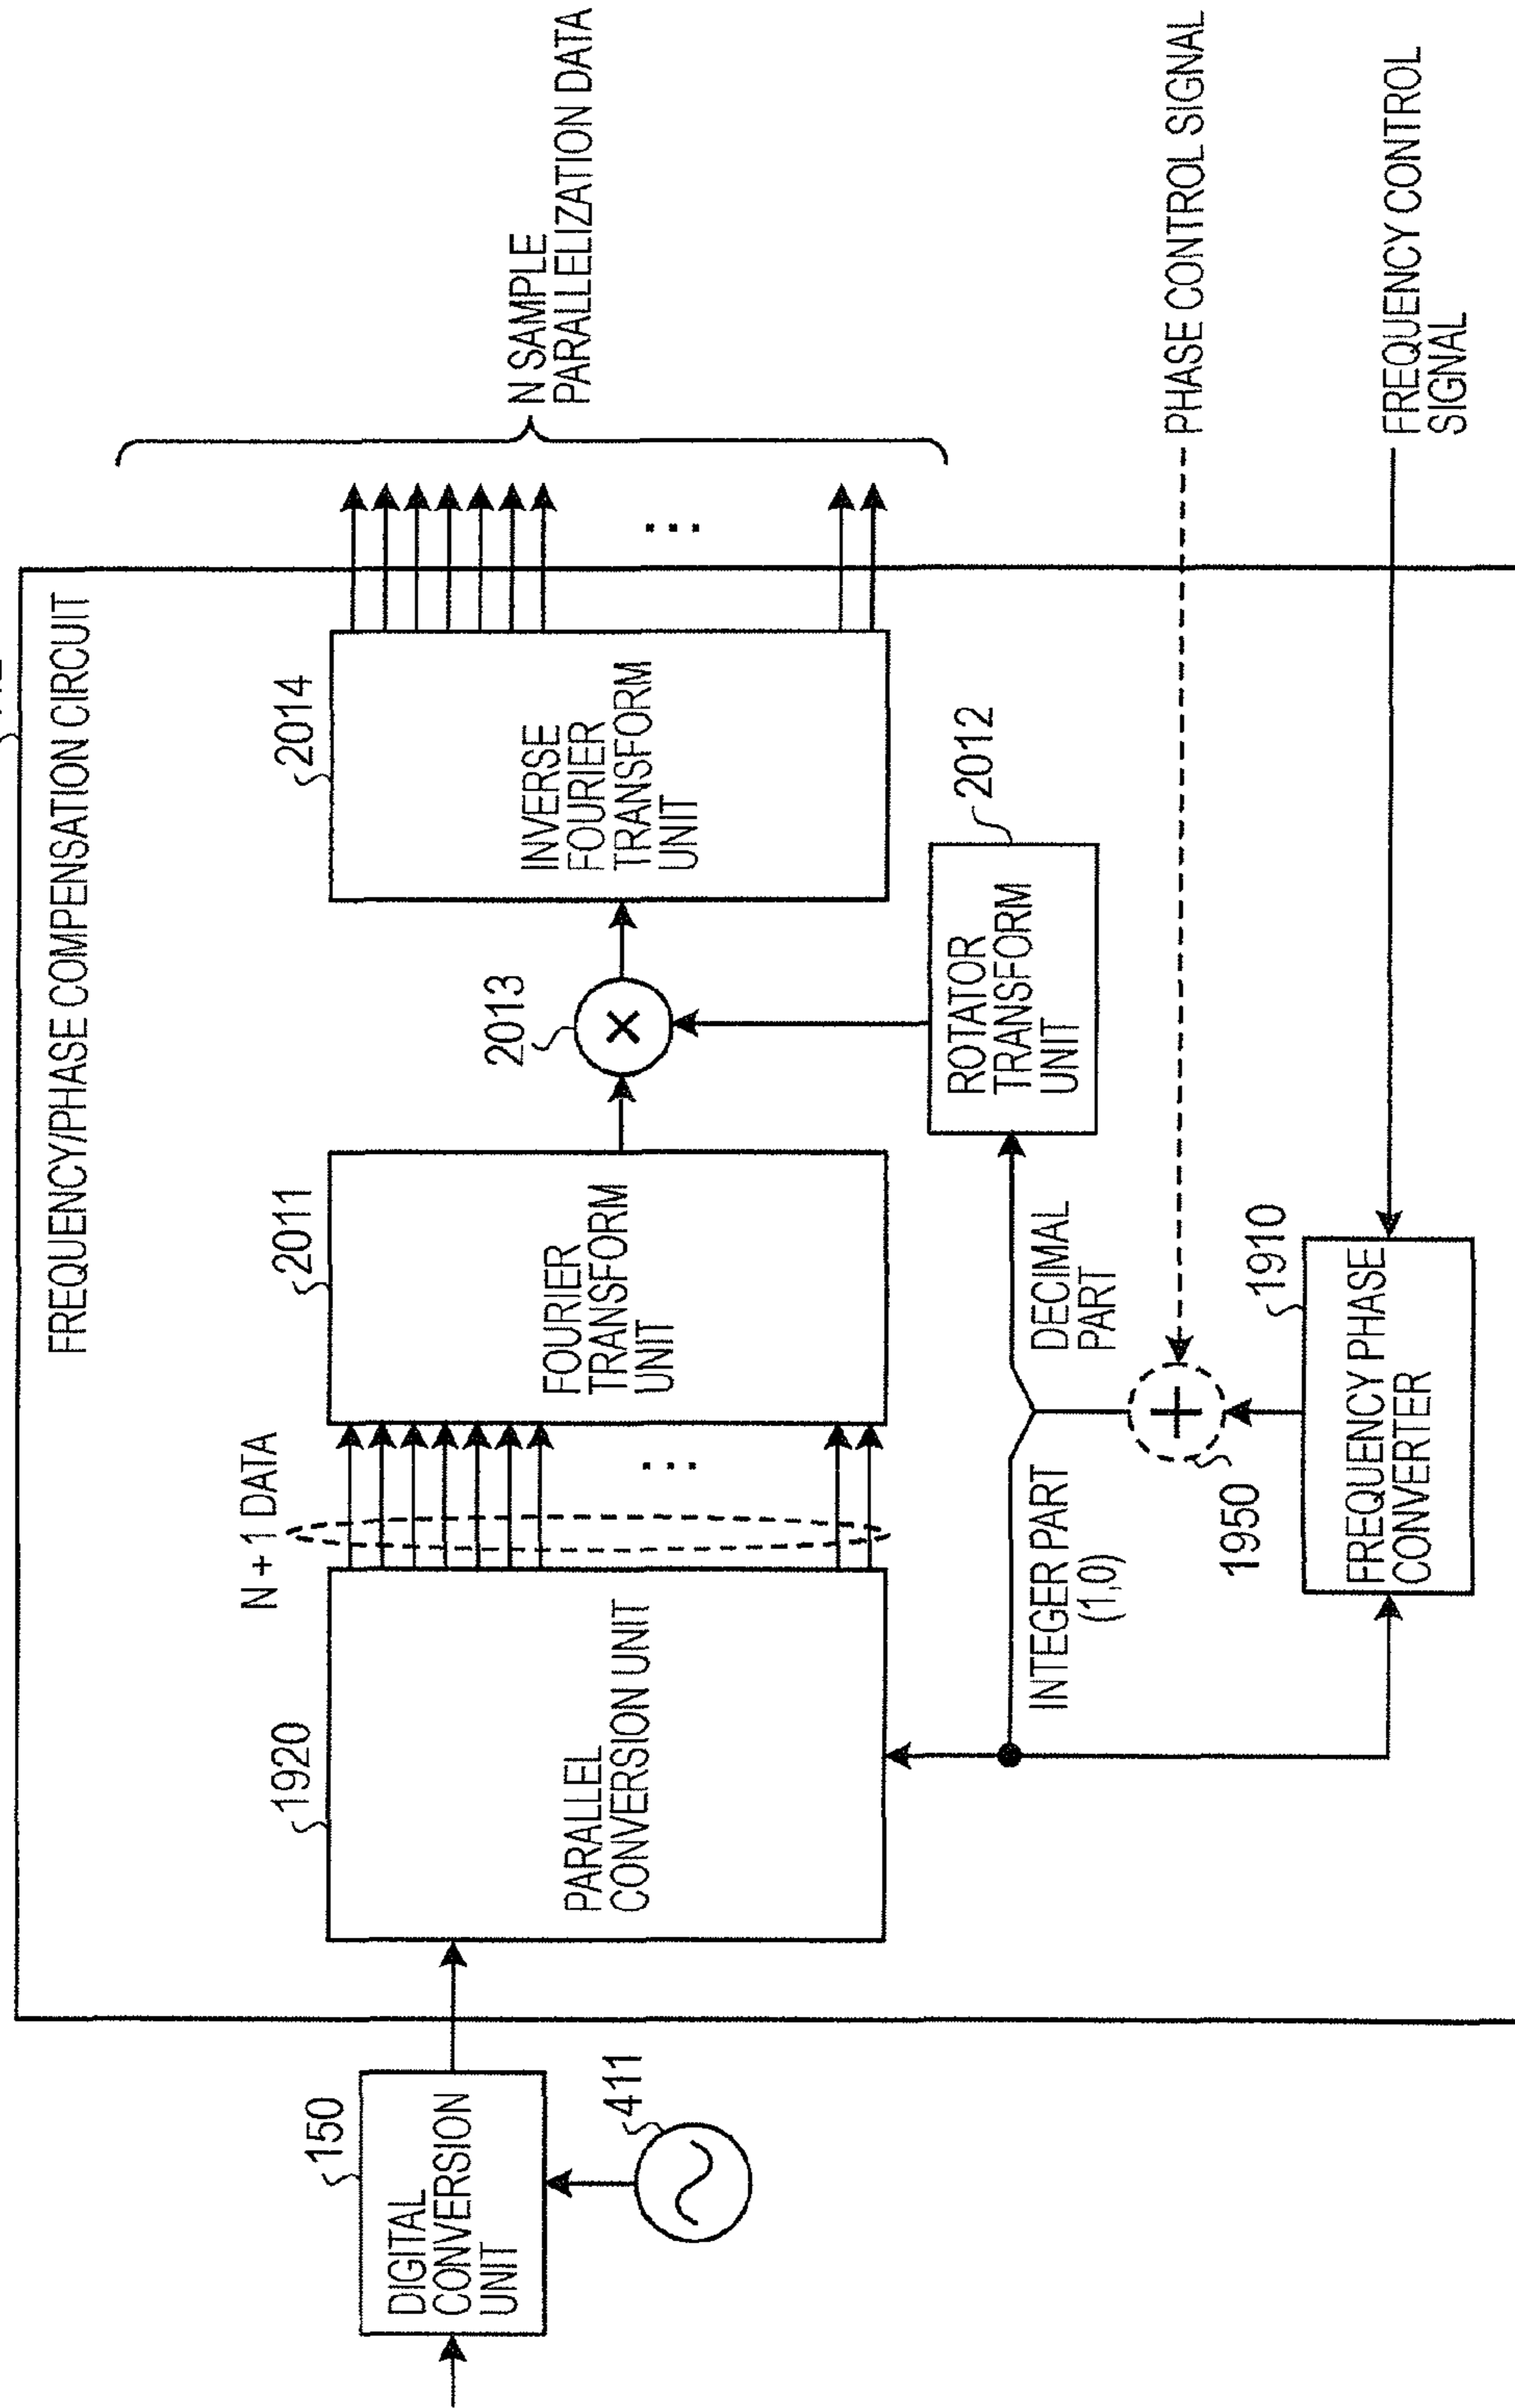 FREQUENCY/PHASE COMPENSATION CIRCUIT
150
DIGITAL
CONVERSION
UNIT
411
1920
PARALLEL
CONVERSION UNIT
N + 1 DATA
...
2011
FOURIER
TRANSFORM
UNIT
2013
×
2014
INVERSE
FOURIER
TRANSFORM
UNIT
...
N SAMPLE
PARALLELIZATION DATA
2012
ROTATOR
TRANSFORM
UNIT
INTEGER PART
(1,0)
DECIMAL
PART
1950
+
PHASE CONTROL SIGNAL
1910
FREQUENCY PHASE
CONVERTER
FREQUENCY CONTROL
SIGNAL